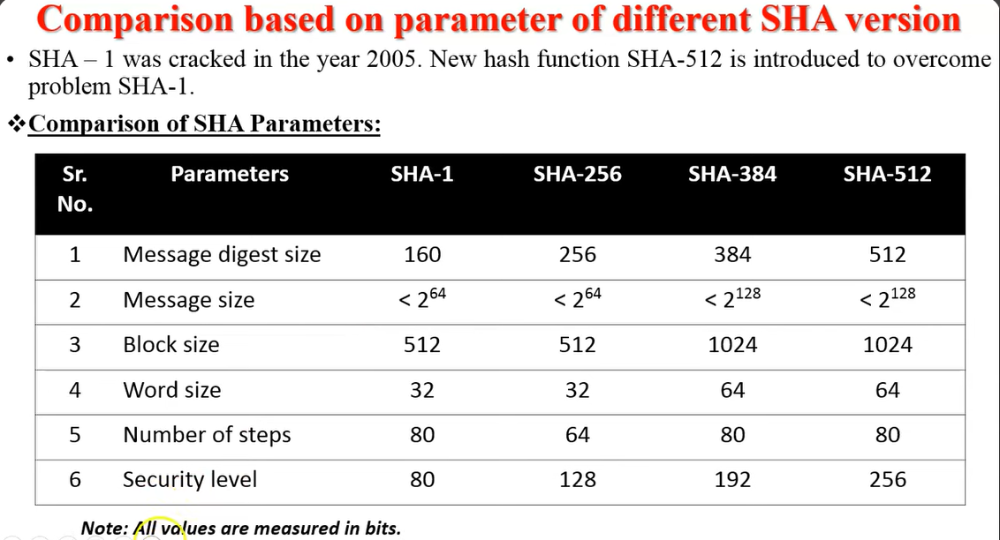 Comparison based on parameter of different SHA version
• SHA – 1 was cracked in the year 2005. New hash function SHA-512 is introduced to overcome
problem SHA-1.
❖Comparison of SHA Parameters:
Sr. No. Parameters SHA-1 SHA-256 SHA-384 SHA-512
1 Message digest size 160 256 384 512
2 Message size < 2^64 < 2^64 < 2^128 < 2^128
3 Block size 512 512 1024 1024
4 Word size 32 32 64 64
5 Number of steps 80 64 80 80
6 Security level 80 128 192 256
Note: All values are measured in bits.